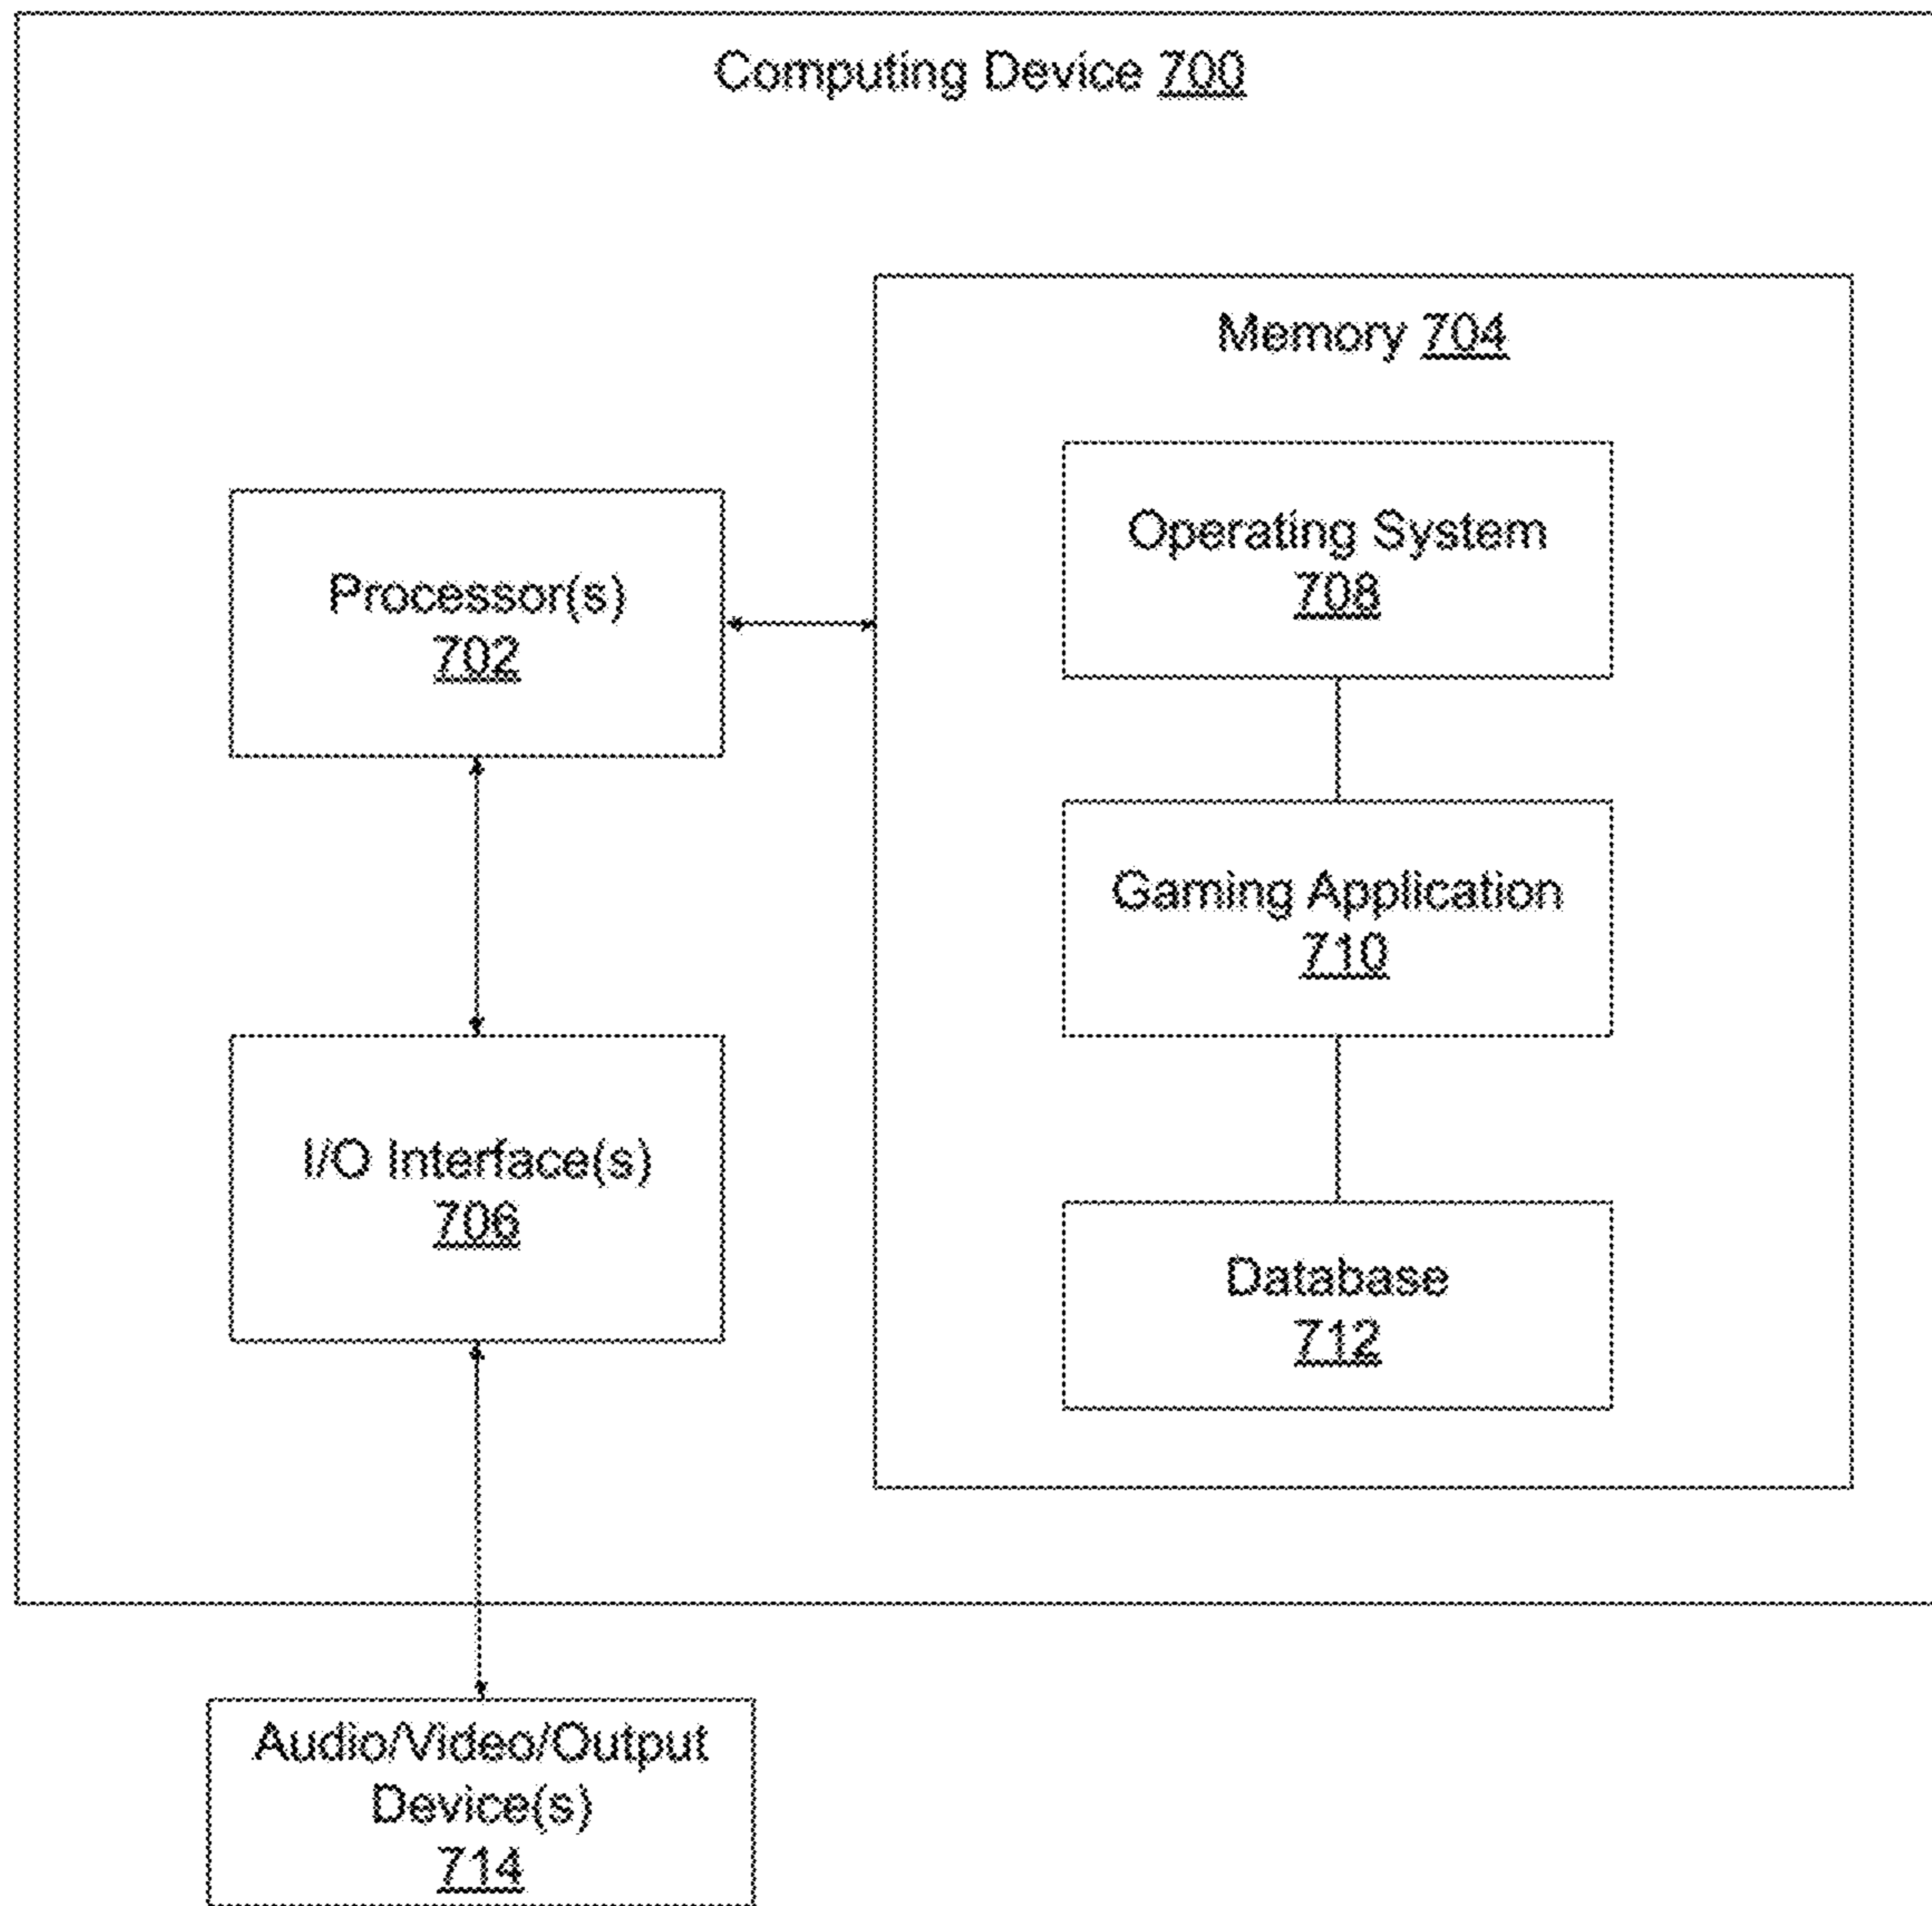 Computing Device 700
Memory 704
Operating System
708
Processor(s)
702
Gaming Application
710
I/O Interface(s)
706
Database
712
Audio/Video/Output
Device(s)
714